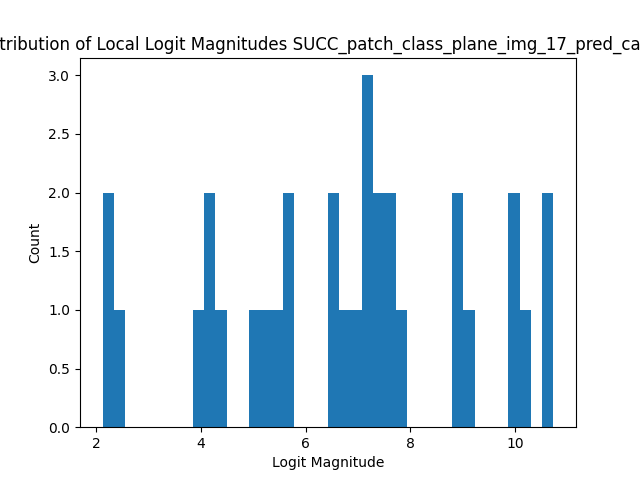 tribution of Local Logit Magnitudes SUCC_patch_class_plane_img_17_pred_ca
3.0
2.5
2.0
1.5
1.0
0.5
0.0
Count
2 4 6 8 10
Logit Magnitude